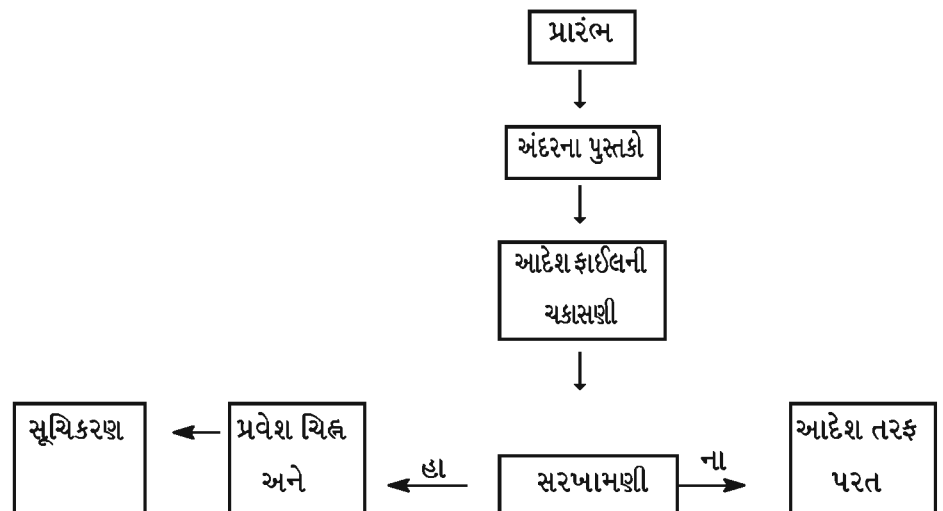 પ્રારંભ
અંદરના પુસ્તકો
આદેશ ફાઈલની
ચકાસણી
સૂચિકરણ
પ્રવેશ ચિહ્ન
અને
હા
સરખામણી
ના
આદેશ તરફ
પરત